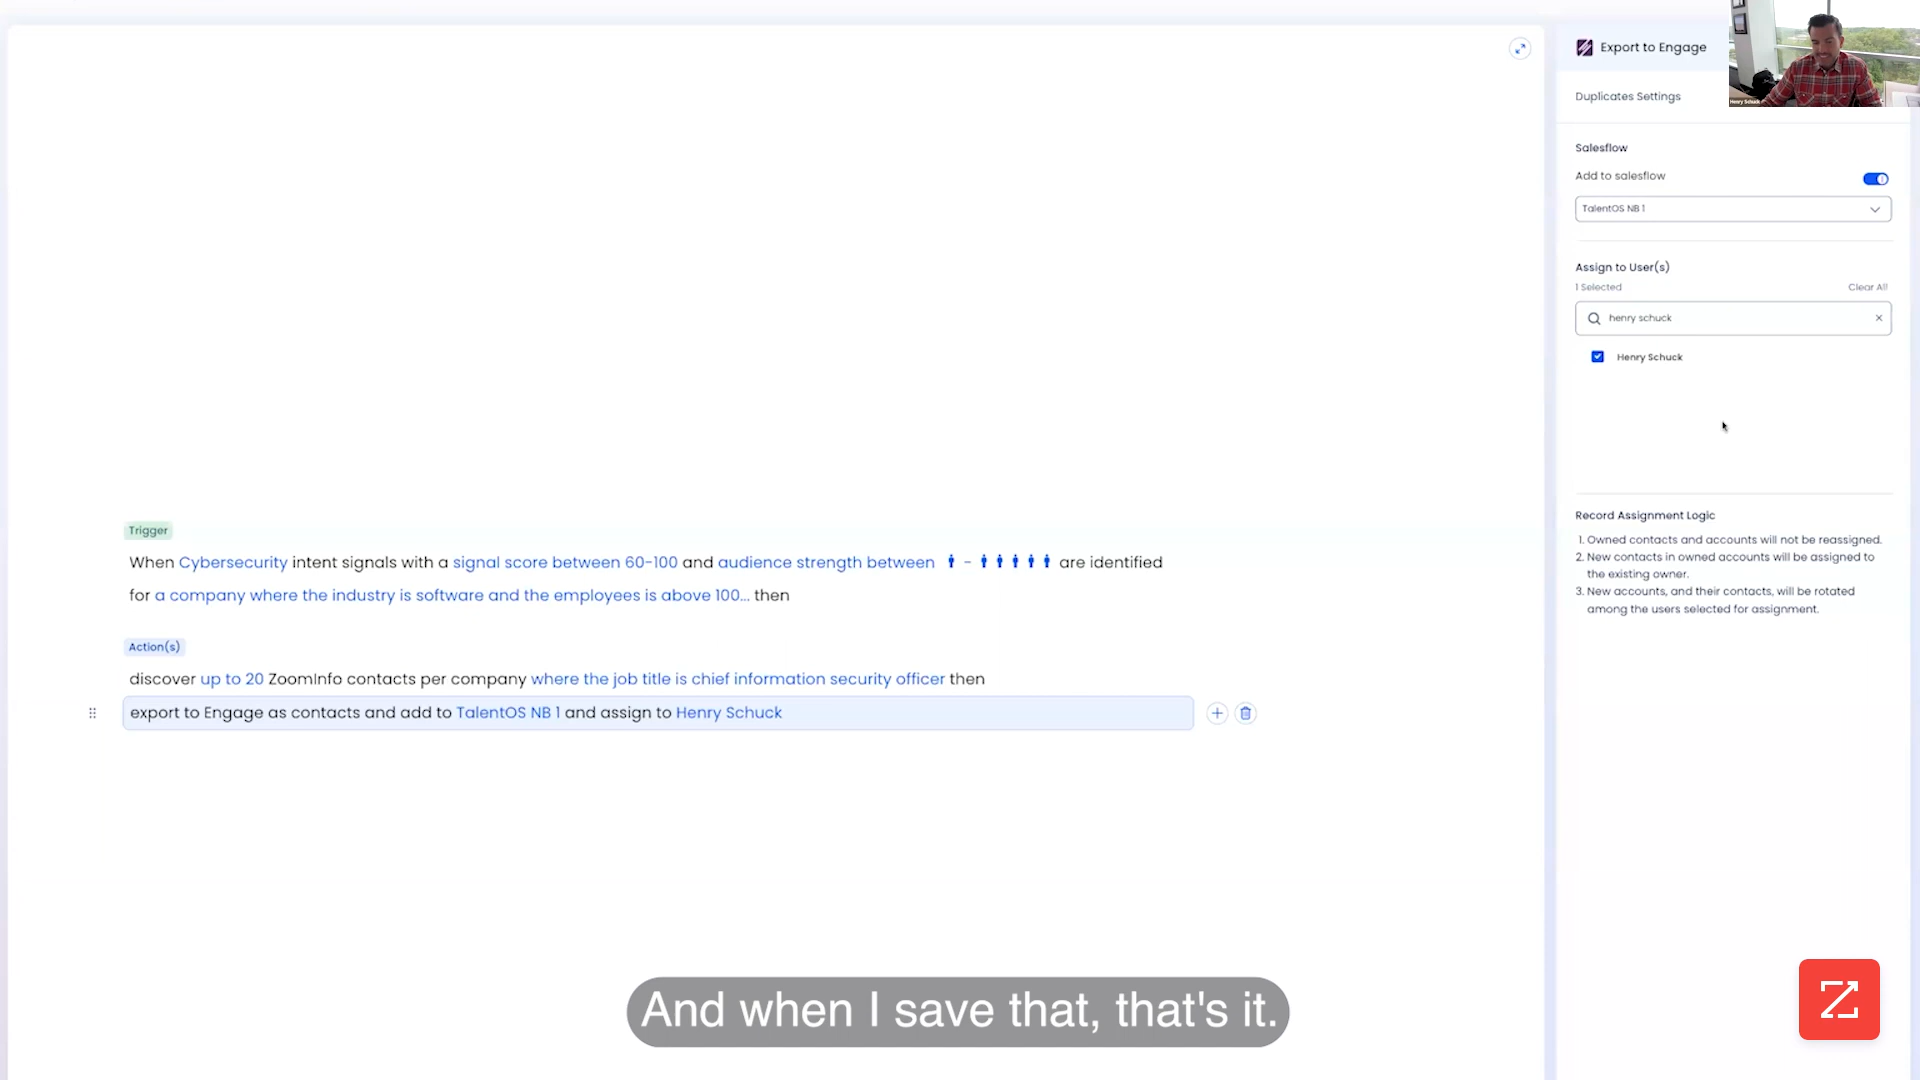 Export to Engage
Duplicates Settings
Henry Schuck
Salesflow
Add to salesflow
TalentOS NB 1
Assign to User(s)
1 Selected
Clear All
henry schuck
Henry Schuck
Trigger
When Cybersecurity intent signals with a signal score between 60-100 and audience strength between - are identified
for a company where the industry is software and the employees is above 100... then
Action(s)
discover up to 20 ZoomInfo contacts per company where the job title is chief information security officer then
export to Engage as contacts and add to TalentOS NB 1 and assign to Henry Schuck
Record Assignment Logic
1. Owned contacts and accounts will not be reassigned.
2. New contacts in owned accounts will be assigned to
the existing owner.
3. New accounts, and their contacts, will be rotated
among the users selected for assignment.
And when I save that, that's it.